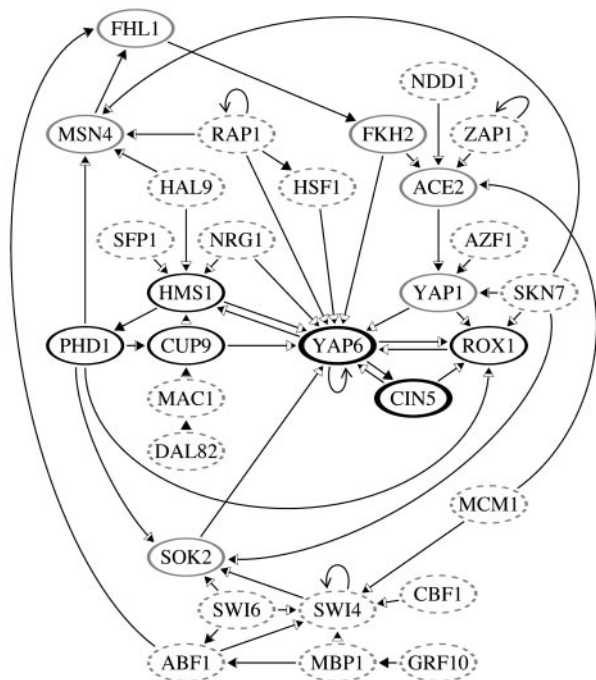 FHL1
NDD1
MSN4
RAP1
FKH2
ZAP1
HAL9
HSF1
ACE2
SFP1
NRG1
AZF1
HMS1
YAP1
SKN7
PHD1
CUP9
YAP6
ROX1
MAC1
CIN5
DAL82
MCM1
SOK2
SWI6
SWI4
CBF1
ABF1
MBP1
GRF10